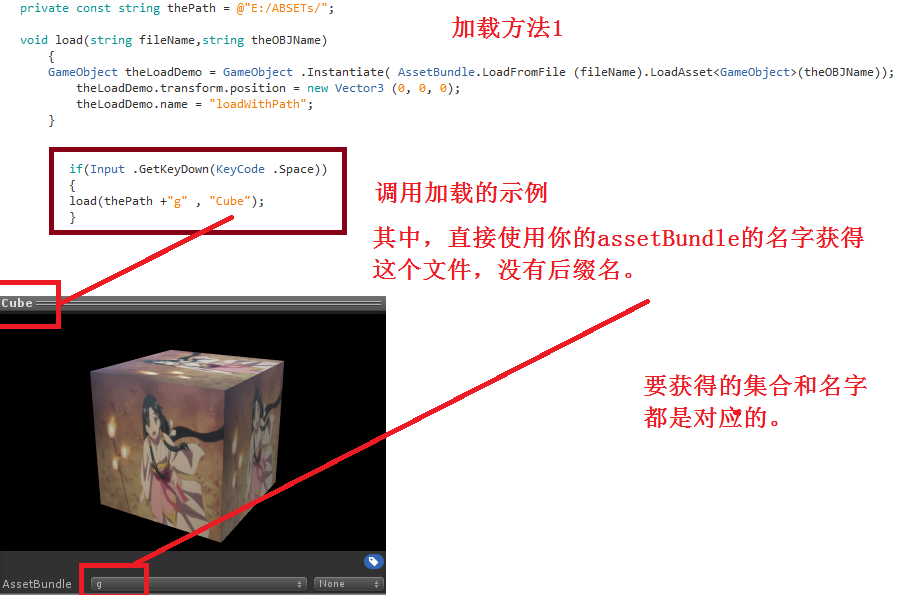 private const string thePath = @"E:/ABSETs/";
加载方法1
void load(string fileName,string theOBJName)
{
GameObject theLoadDemo = GameObject .Instantiate( AssetBundle.LoadFromFile (fileName).LoadAsset<GameObject>(theOBJName));
theLoadDemo.transform.position = new Vector3 (0, 0, 0);
theLoadDemo.name = "loadWithPath";
}
if(Input .GetKeyDown(KeyCode .Space))
{
load(thePath +"g" , "Cube");
}
调用加载的示例
其中，直接使用你的assetBundle的名字获得
这个文件，没有后缀名。
Cube
要获得的集合和名字
都是对应的。
AssetBundle g None